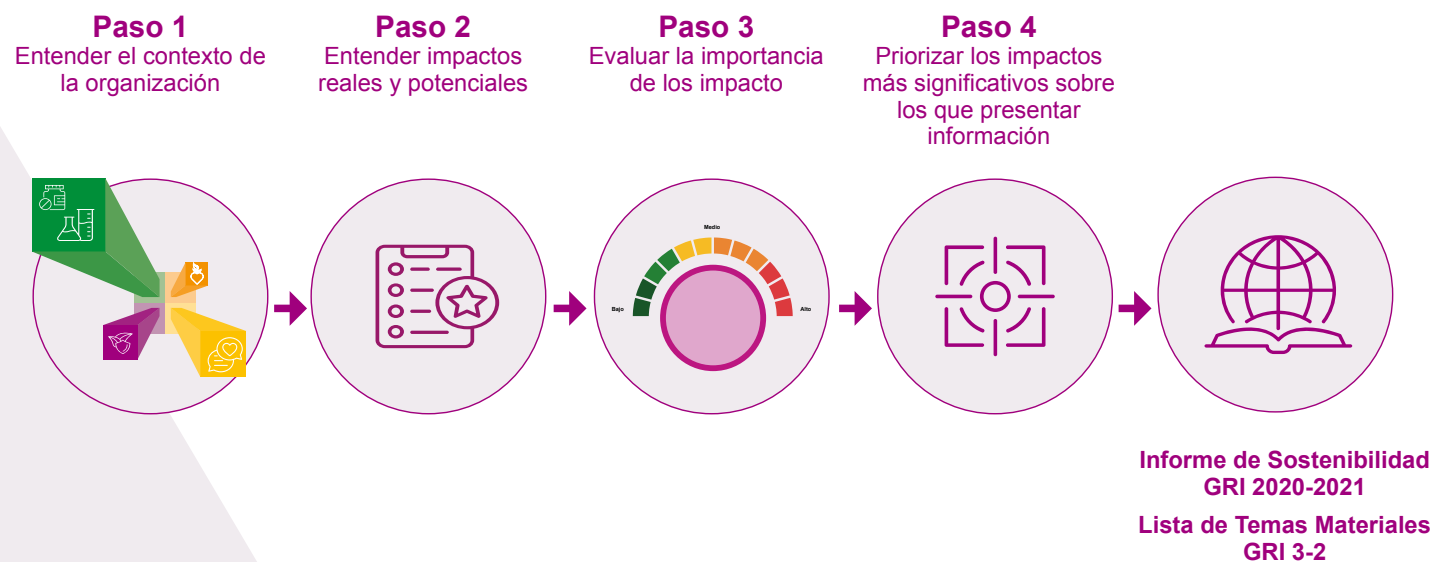 Paso 1
Entender el contexto de
la organización
Paso 2
Entender impactos
reales y potenciales
Paso 3
Evaluar la importancia
de los impacto
Paso 4
Priorizar los impactos
más significativos sobre
los que presentar
información
Medio
Bajo
Alto
Informe de Sostenibilidad
GRI 2020-2021
Lista de Temas Materiales
GRI 3-2